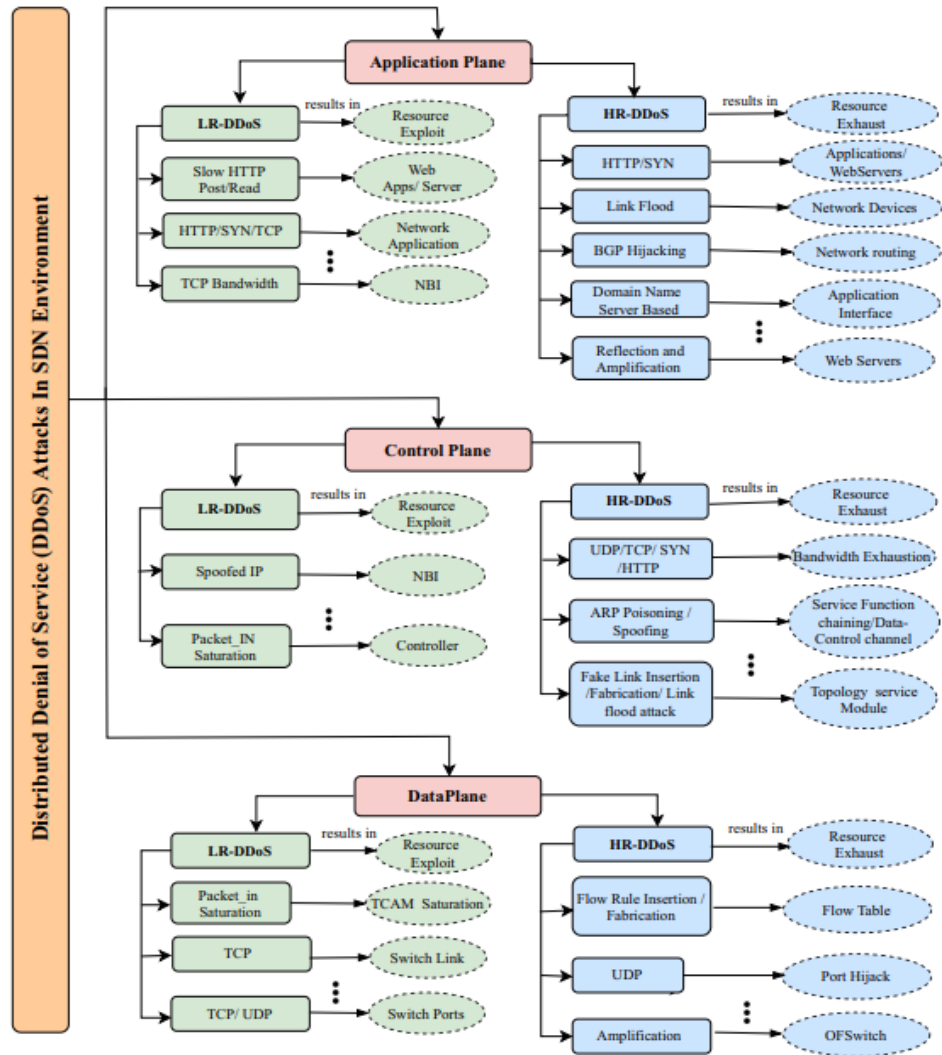 Distributed Denial of Service (DDoS) Attacks In SDN Environment
Application Plane
LR-DDoS
results in
Resource
Exploit
Slow HTTP
Post/Read
Web
Apps/ Server
HTTP/SYN/TCP
Network
Application
TCP Bandwidth
NBI
HR-DDoS
results in
Resource
Exhaust
HTTP/SYN
Applications/
WebServers
Link Flood
Network Devices
BGP Hijacking
Network routing
Domain Name
Server Based
Application
Interface
Reflection and
Amplification
Web Servers
Control Plane
LR-DDoS
results in
Resource
Exploit
Spoofed IP
NBI
Packet_IN
Saturation
Controller
HR-DDoS
results in
Resource
Exhaust
UDP/TCP/ SYN
/HTTP
Bandwidth Exhaustion
ARP Poisoning /
Spoofing
Service Function
chaining/Data-
Control channel
Fake Link Insertion
/Fabrication/ Link
flood attack
Topology service
Module
DataPlane
LR-DDoS
results in
Resource
Exploit
Packet_in
Saturation
TCAM Saturation
TCP
Switch Link
TCP/ UDP
Switch Ports
HR-DDoS
results in
Resource
Exhaust
Flow Rule Insertion /
Fabrication
Flow Table
UDP
Port Hijack
Amplification
OFSwitch